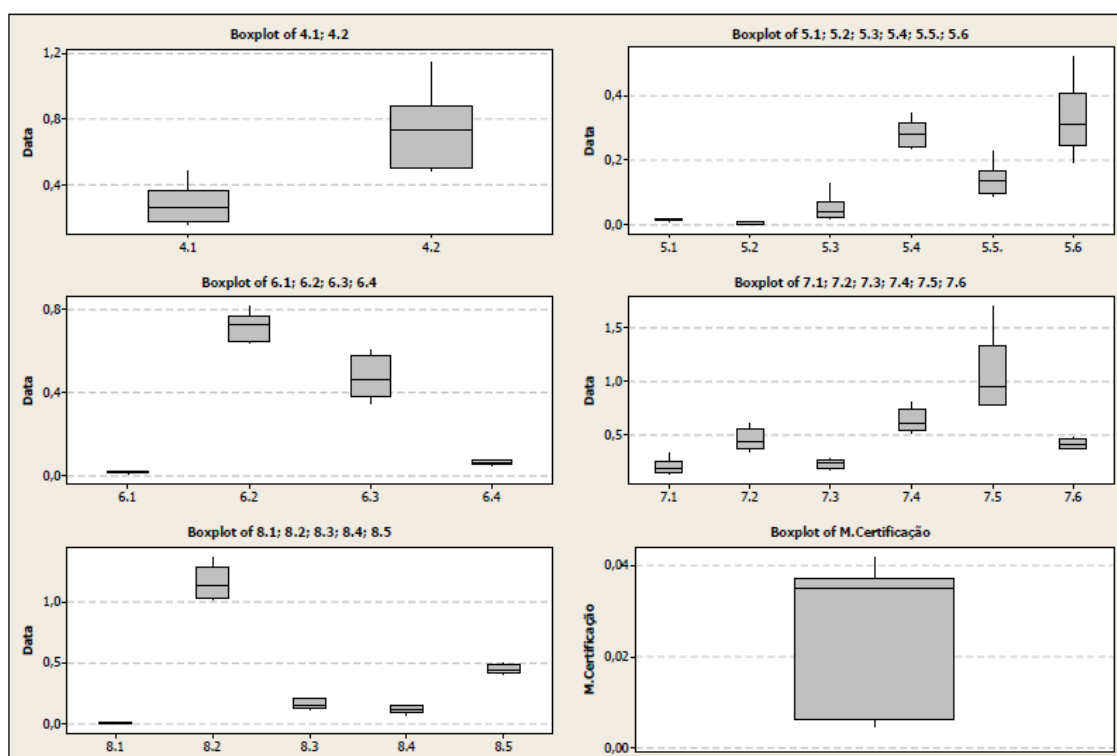 Boxplot of 4.1; 4.2
Data
1,2
0,8
0,4
4.1 4.2
Boxplot of 5.1; 5.2; 5.3; 5.4; 5.5.; 5.6
Data
0,4
0,2
0,0
5.1 5.2 5.3 5.4 5.5. 5.6
Boxplot of 6.1; 6.2; 6.3; 6.4
Data
0,8
0,4
0,0
6.1 6.2 6.3 6.4
Boxplot of 7.1; 7.2; 7.3; 7.4; 7.5; 7.6
Data
1,5
1,0
0,5
7.1 7.2 7.3 7.4 7.5 7.6
Boxplot of 8.1; 8.2; 8.3; 8.4; 8.5
Data
1,0
0,5
0,0
8.1 8.2 8.3 8.4 8.5
Boxplot of M.Certificação
M.Certificação
0,04
0,02
0,00